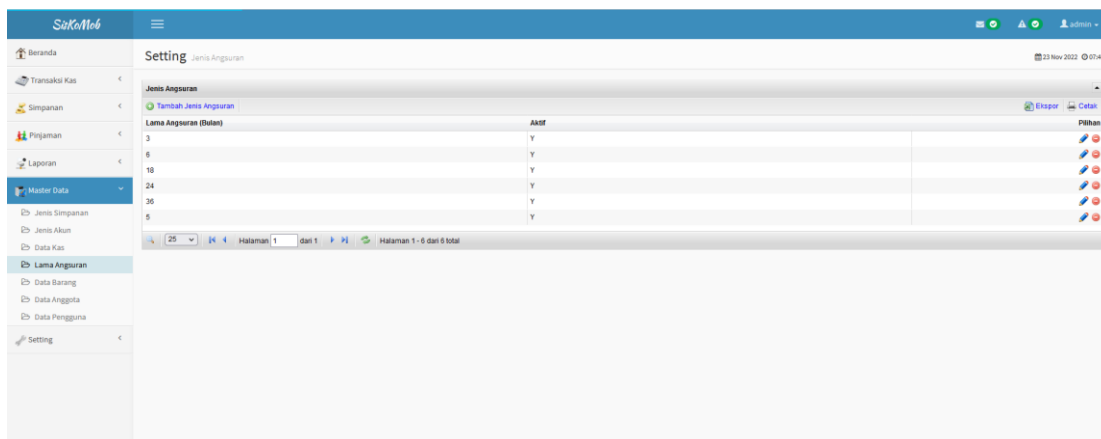 SitKoMob
admin
Beranda
Transaksi Kas
Simpanan
Pinjaman
Laporan
Master Data
Jenis Simpanan
Jenis Akun
Data Kas
Lama Angsuran
Data Barang
Data Anggota
Data Pengguna
Setting
Setting Jenis Angsuran
23 Nov 2022 07:4
Jenis Angsuran
Tambah Jenis Angsuran Ekspor Cetak
Lama Angsuran (Bulan) Aktif Pilihan
3 Y
6 Y
18 Y
24 Y
36 Y
5 Y
25 Halaman 1 dari 1 Halaman 1 - 6 dari 6 total